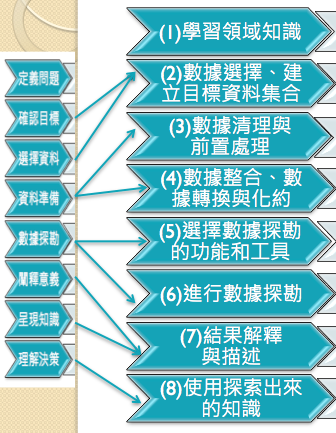 定義問題
確認目標
選擇資料
資料準備
數據探勘
闡釋意義
呈現知識
理解決策
(1)學習領域知識
(2)數據選擇、建
立目標資料集合
(3)數據清理與
前置處理
(4)數據整合、數
據轉換與化約
(5)選擇數據探勘
的功能和工具
(6)進行數據探勘
(7)結果解釋
與描述
(8)使用探索出來
的知識